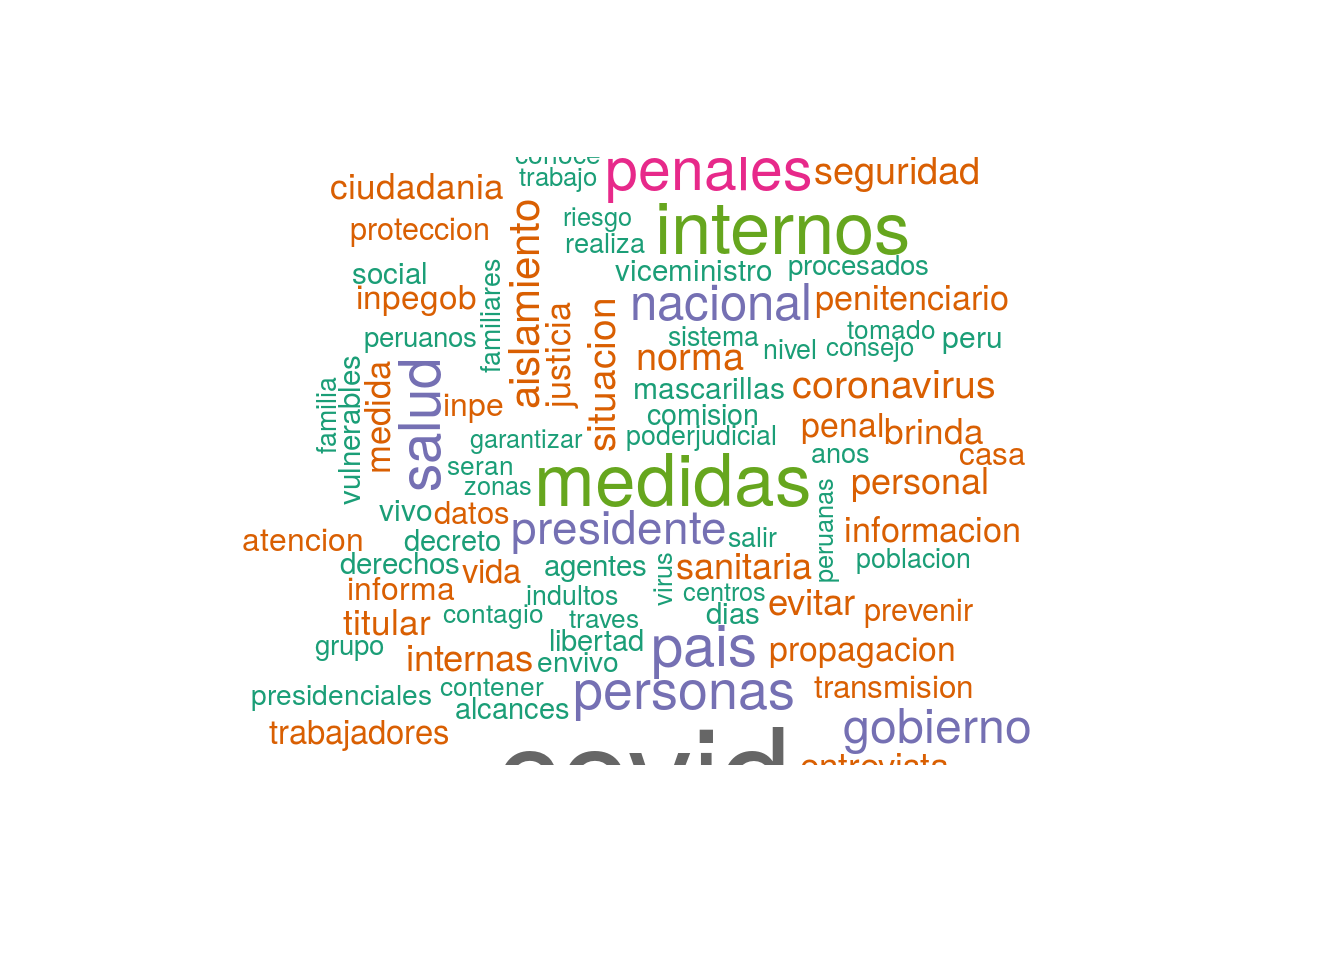 conoce
penales
seguridad
trabajo
ciudadania
aislamiento
riesgo
internos
proteccion
realiza
social
familiares
viceministro
procesados
inpegob
justicia
situacion
nacional
penitenciario
peruanos
sistema
tomado
peru
norma
nivel
consejo
familia
vulnerables
medida
salud
inpe
mascarillas
coronavirus
comision
garantizar
poderjudicial
penal
brinda
seran
anos
casa
zonas
medidas
personal
vivo
datos
presidente
salir
peruanas
informacion
atencion
decreto
poblacion
derechos
vida
agentes
virus
sanitaria
informa
indultos
centros
evitar
prevenir
titular
contagio
traves
dias
grupo
internas
libertad
envivo
pais
propagacion
presidenciales
contener
personas
transmision
alcances
trabajadores
gobierno
covid
entrevista